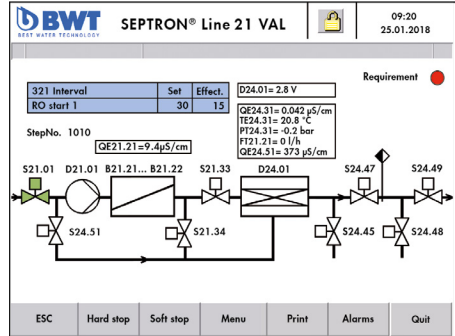 BWT
BEST WATER TECHNOLOGY
SEPTRON® Line 21 VAL
09:20
25.01.2018
Requirement
321 Interval Set Effect.
RO start 1 30 15
D24.01= 2.8 V
QE24.31= 0.042 µS/cm
TE24.31= 20.8 °C
PT24.31= -0.2 bar
FT21.21= 0 l/h
QE24.51= 373 µS/cm
StepNo. 1010
QE21.21=9.4µS/cm
S21.01 D21.01 B21.21... B21.22 S21.33 D24.01 S24.47 S24.49
S24.51 S21.34 S24.45 S24.48
ESC Hard stop Soft stop Menu Print Alarms Quit